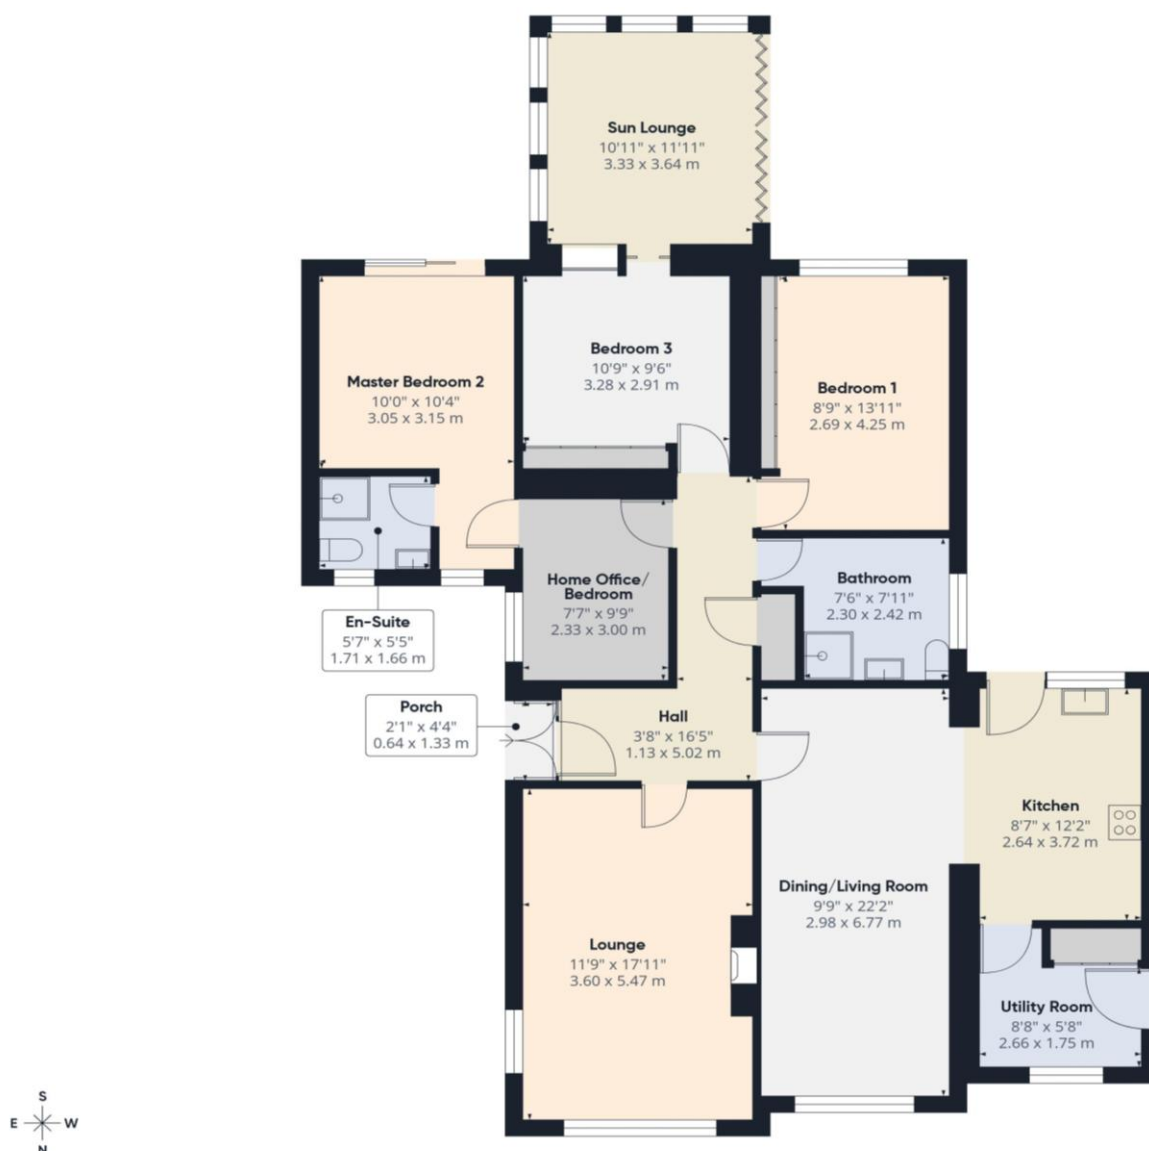 Sun Lounge
10'11" x 11'11"
3.33 x 3.64 m
Bedroom 3
10'9" x 9'6"
3.28 x 2.91 m
Master Bedroom 2
10'0" x 10'4"
3.05 x 3.15 m
Bedroom 1
8'9" x 13'11"
2.69 x 4.25 m
Home Office/
Bedroom
7'7" x 9'9"
2.33 x 3.00 m
Bathroom
7'6" x 7'11"
2.30 x 2.42 m
En-Suite
5'7" x 5'5"
1.71 x 1.66 m
Porch
2'1" x 4'4"
0.64 x 1.33 m
Hall
3'8" x 16'5"
1.13 x 5.02 m
Kitchen
8'7" x 12'2"
2.64 x 3.72 m
Dining/Living Room
9'9" x 22'2"
2.98 x 6.77 m
Lounge
11'9" x 17'11"
3.60 x 5.47 m
Utility Room
8'8" x 5'8"
2.66 x 1.75 m
S
E W
N